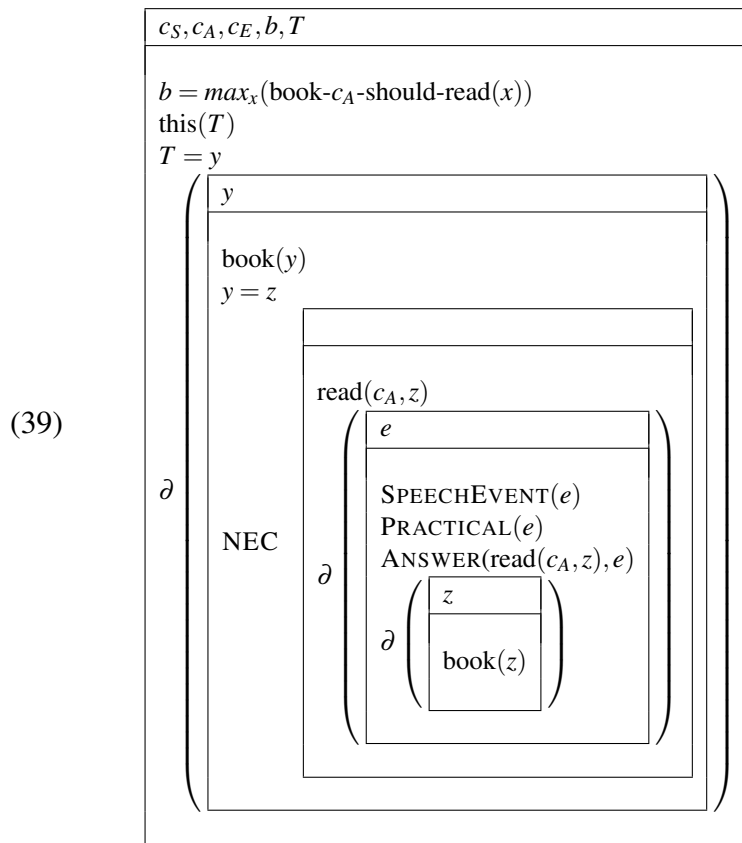 c_S, c_A, c_E, b, T
b = max_x(book-c_A-should-read(x))
this(T)
T = y
y
book(y)
y = z
read(c_A, z)
(39)
e
∂
SPEECHEVENT(e)
NEC
∂
PRACTICAL(e)
ANSWER(read(c_A, z), e)
z
∂
book(z)